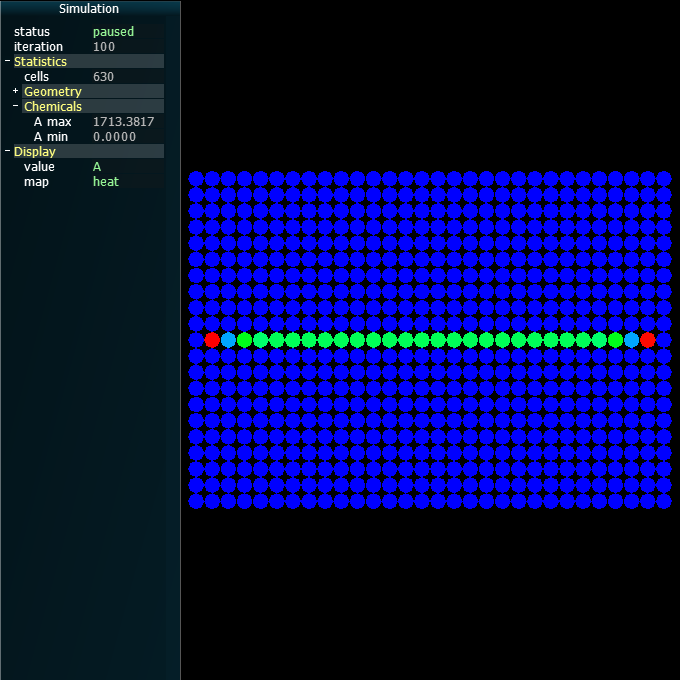 Simulation
status paused
iteration 100
- Statistics
cells 630
+ Geometry
- Chemicals
A max 1713.3817
A min 0.0000
- Display
value A
map heat